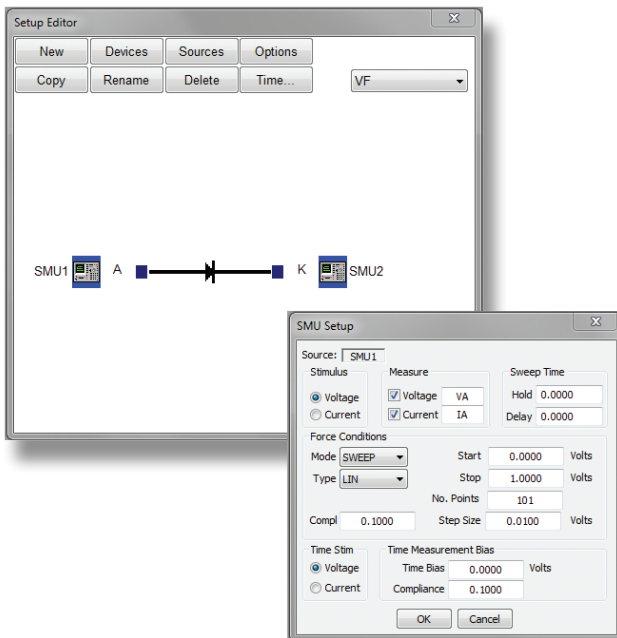 Setup Editor
New Devices Sources Options
Copy Rename Delete Time...
VF
SMU1 A K SMU2
SMU Setup
Source: SMU1
Stimulus Measure Sweep Time
Voltage Voltage VA Hold 0.0000
Current Current IA Delay 0.0000
Force Conditions
Mode SWEEP Start 0.0000 Volts
Type LIN Stop 1.0000 Volts
No. Points 101
Compl 0.1000 Step Size 0.0100 Volts
Time Stim Time Measurement Bias
Voltage Time Bias 0.0000 Volts
Current Compliance 0.1000
OK Cancel